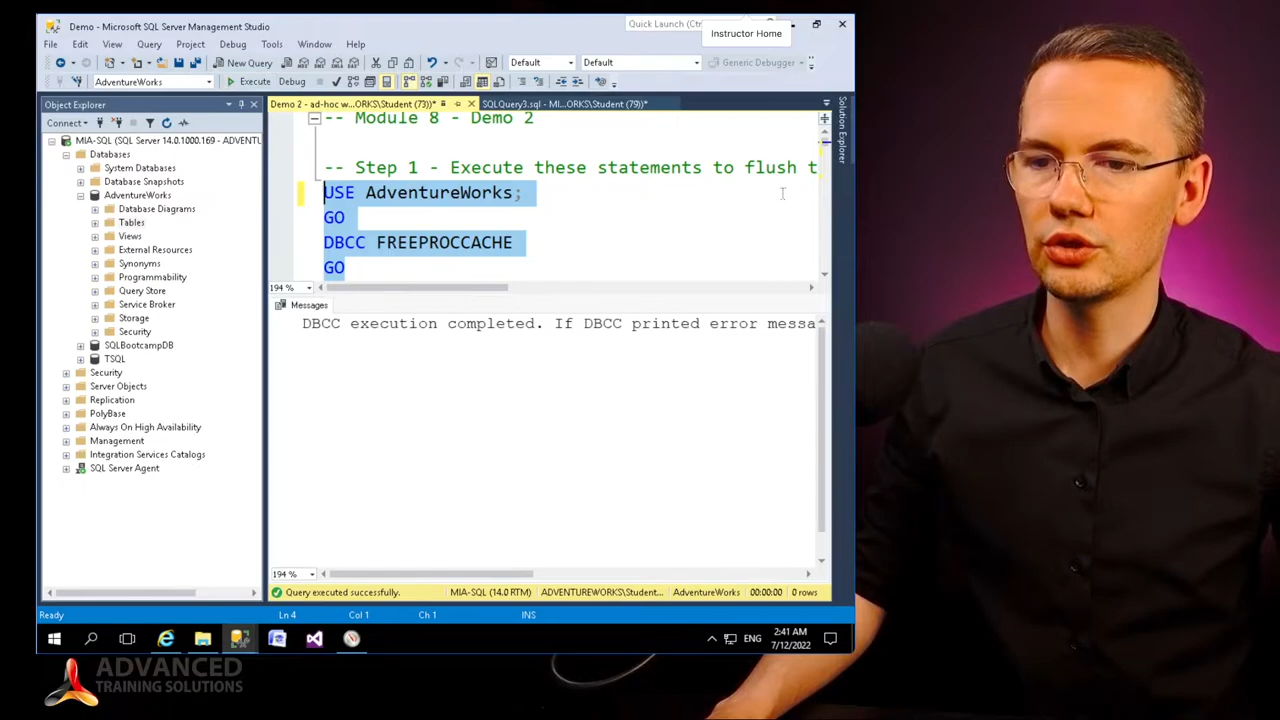 Demo - Microsoft SQL Server Management Studio
Quick Launch (Ctr
Instructor Home
File Edit View Query Project Debug Tools Window Help
New Query
Default
Default
Generic Debugger
AdventureWorks
Execute Debug
Object Explorer
Demo 2 - ad-hoc w...ORKS\Student (73))*
SQLQuery3.sql - MI...ORKS\Student (79))*
Solution Explorer
Connect
MIA-SQL (SQL Server 14.0.1000.169 - ADVENTU
Databases
System Databases
Database Snapshots
AdventureWorks
Database Diagrams
Tables
Views
External Resources
Synonyms
Programmability
Query Store
Service Broker
Storage
Security
SQLBootcampDB
TSQL
Security
Server Objects
Replication
PolyBase
Always On High Availability
Management
Integration Services Catalogs
SQL Server Agent
-- Module 8 - Demo 2
-- Step 1 - Execute these statements to flush t
USE AdventureWorks;
GO
DBCC FREEPROCCACHE
GO
194 %
Messages
DBCC execution completed. If DBCC printed error messa
194 %
Query executed successfully.
MIA-SQL (14.0 RTM)
ADVENTUREWORKS\Student...
AdventureWorks
00:00:00
0 rows
Ready
Ln 4
Col 1
Ch 1
INS
ENG
2:41 AM
7/12/2022
ADVANCED
TRAINING SOLUTIONS